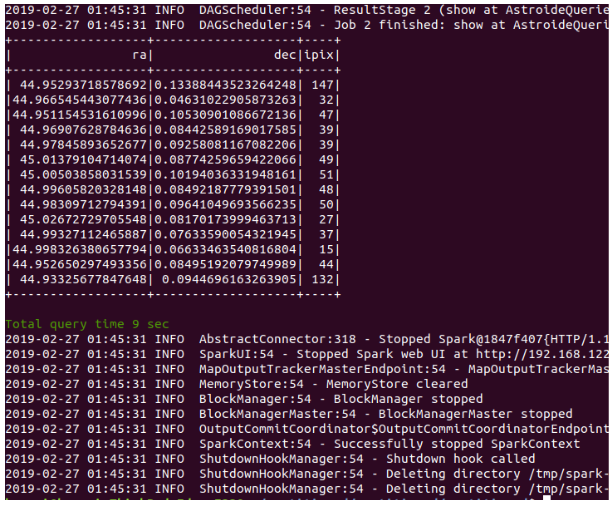 2019-02-27 01:45:31 INFO  DAGScheduler:54 - ResultStage 2 (show at AstroideQuerie
2019-02-27 01:45:31 INFO  DAGScheduler:54 - Job 2 finished: show at AstroideQueri
+------------------+-------------------+----+
|                ra|                dec|ipix|
+------------------+-------------------+----+
| 44.95293718578692|0.13388443523264248| 147|
|44.966545443077436|0.04631022905873263|  32|
|44.951154531610996|0.10530901086672136|  47|
| 44.96907628784636|0.08442589169017585|  39|
| 44.97845893652677|0.09258081167082206|  39|
| 45.01379104714074|0.08774259659422066|  49|
| 45.00503858031539|0.10194036331948161|  51|
| 44.99605820328148|0.08492187779391501|  48|
| 44.98309712794391|0.09641049693566235|  50|
| 45.02672729705548|0.08170173999463713|  27|
| 44.99327112465887|0.07633590054321945|  37|
|44.998326380657794|0.06633463540816804|  15|
|44.952650297493356|0.08495192079749989|  44|
| 44.93325677847648| 0.0944696163263905| 132|
+------------------+-------------------+----+
Total query time 9 sec
2019-02-27 01:45:31 INFO  AbstractConnector:318 - Stopped Spark@1847f407{HTTP/1.1
2019-02-27 01:45:31 INFO  SparkUI:54 - Stopped Spark web UI at http://192.168.122
2019-02-27 01:45:31 INFO  MapOutputTrackerMasterEndpoint:54 - MapOutputTrackerMas
2019-02-27 01:45:31 INFO  MemoryStore:54 - MemoryStore cleared
2019-02-27 01:45:31 INFO  BlockManager:54 - BlockManager stopped
2019-02-27 01:45:31 INFO  BlockManagerMaster:54 - BlockManagerMaster stopped
2019-02-27 01:45:31 INFO  OutputCommitCoordinator$OutputCommitCoordinatorEndpoint
2019-02-27 01:45:31 INFO  SparkContext:54 - Successfully stopped SparkContext
2019-02-27 01:45:31 INFO  ShutdownHookManager:54 - Shutdown hook called
2019-02-27 01:45:31 INFO  ShutdownHookManager:54 - Deleting directory /tmp/spark-
2019-02-27 01:45:31 INFO  ShutdownHookManager:54 - Deleting directory /tmp/spark-